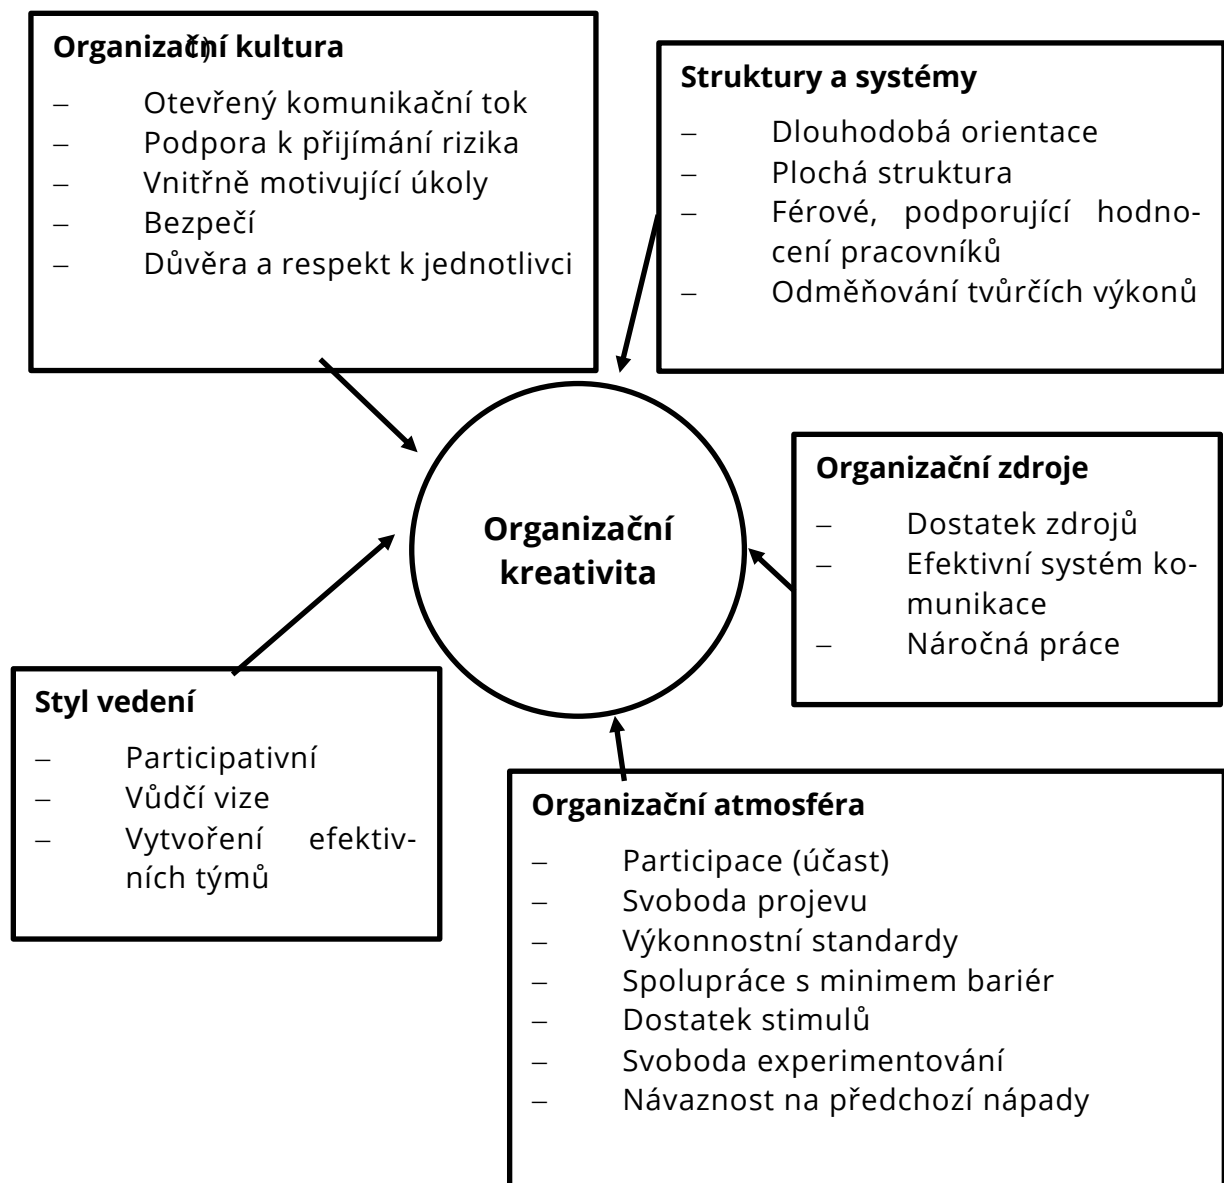 Organizační kultura
– Otevřený komunikační tok
– Podpora k přijímání rizika
– Vnitřně motivující úkoly
– Bezpečí
– Důvěra a respekt k jednotlivci
Struktury a systémy
– Dlouhodobá orientace
– Plochá struktura
– Férové, podporující hodno-
cení pracovníků
– Odměňování tvůrčích výkonů
Organizační
kreativita
Organizační zdroje
– Dostatek zdrojů
– Efektivní systém ko-
munikace
– Náročná práce
Styl vedení
– Participativní
– Vůdčí vize
– Vytvoření efektiv-
ních týmů
Organizační atmosféra
– Participace (účast)
– Svoboda projevu
– Výkonnostní standardy
– Spolupráce s minimem bariér
– Dostatek stimulů
– Svoboda experimentování
– Návaznost na předchozí nápady